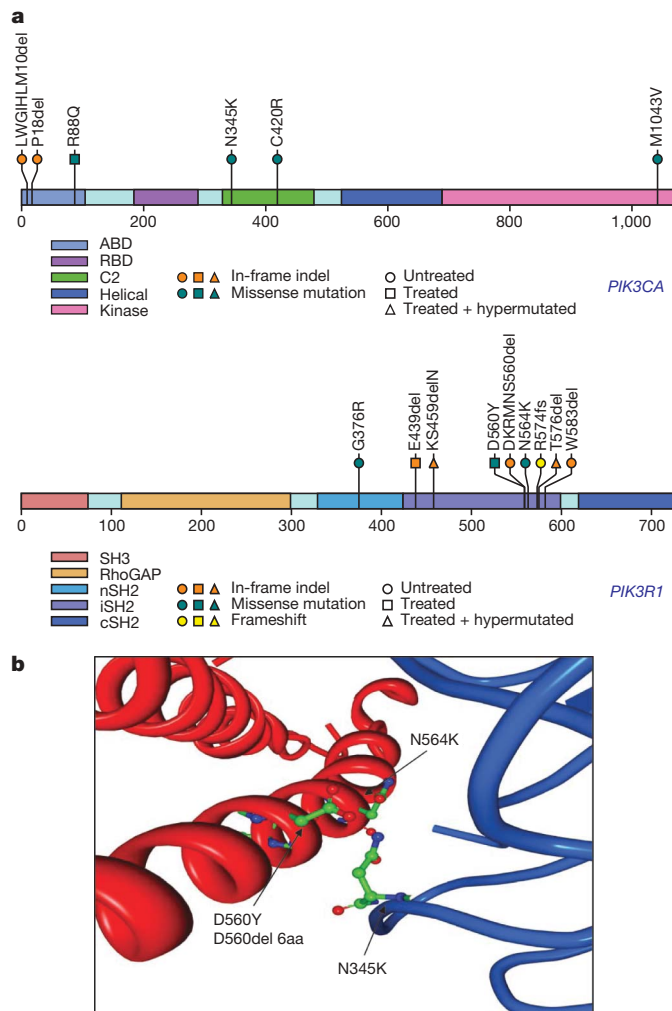 a
LWGIHLM10del
P18del
R88Q
N345K
C420R
M1043V
0
200
400
600
800
1,000
ABD
RBD
C2
Helical
Kinase
In-frame indel
Missense mutation
Untreated
Treated
Treated + hypermutated
PIK3CA
G376R
E439del
KS459delN
D560Y
DKRMNS560del
N564K
R574fs
T576del
W583del
0
100
200
300
400
500
600
700
SH3
RhoGAP
nSH2
iSH2
cSH2
In-frame indel
Missense mutation
Frameshift
Untreated
Treated
Treated + hypermutated
PIK3R1
b
N564K
D560Y
D560del 6aa
N345K